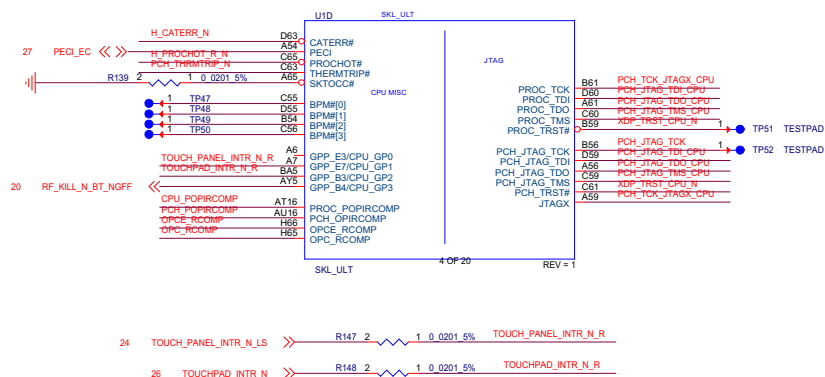 U1D SKL_ULT
H_CATERR_N D63 CATERR#
27 PECI_EC A54 PECI
H_PROCHOT_R_N C65 PROCHOT#
PCH_THRMTRIP_N C63 THERMTRIP#
R139 2 1 0_0201_5% A65 SKTOCC#
JTAG
CPU MISC
1 TP47 C55 BPM#[0]
1 TP48 D55 BPM#[1]
1 TP49 B54 BPM#[2]
1 TP50 C56 BPM#[3]
PROC_TCK B61 PCH_TCK_JTAGX_CPU
PROC_TDI D60 PCH_JTAG_TDI_CPU
PROC_TDO A61 PCH_JTAG_TDO_CPU
PROC_TMS C60 PCH_JTAG_TMS_CPU
PROC_TRST# B59 XDP_TRST_CPU_N 1 TP51 TESTPAD
PCH_JTAG_TCK B56 PCH_JTAG_TCK 1 TP52 TESTPAD
PCH_JTAG_TDI D59 PCH_JTAG_TDI_CPU
PCH_JTAG_TDO A56 PCH_JTAG_TDO_CPU
PCH_JTAG_TMS C59 PCH_JTAG_TMS_CPU
PCH_TRST# C61 XDP_TRST_CPU_N
JTAGX A59 PCH_TCK_JTAGX_CPU
A6 GPP_E3/CPU_GP0
TOUCH_PANEL_INTR_N_R A7 GPP_E7/CPU_GP1
TOUCHPAD_INTR_N_R BA5 GPP_B3/CPU_GP2
20 RF_KILL_N_BT_NGFF AY5 GPP_B4/CPU_GP3
CPU_POPIRCOMP AT16 PROC_POPIRCOMP
PCH_POPIRCOMP AU16 PCH_OPIRCOMP
OPCE_RCOMP H66 OPCE_RCOMP
OPC_RCOMP H65 OPC_RCOMP
SKL_ULT 4 OF 20 REV = 1
24 TOUCH_PANEL_INTR_N_LS R147 2 1 0_0201_5% TOUCH_PANEL_INTR_N_R
26 TOUCHPAD_INTR_N R148 2 1 0_0201_5% TOUCHPAD_INTR_N_R